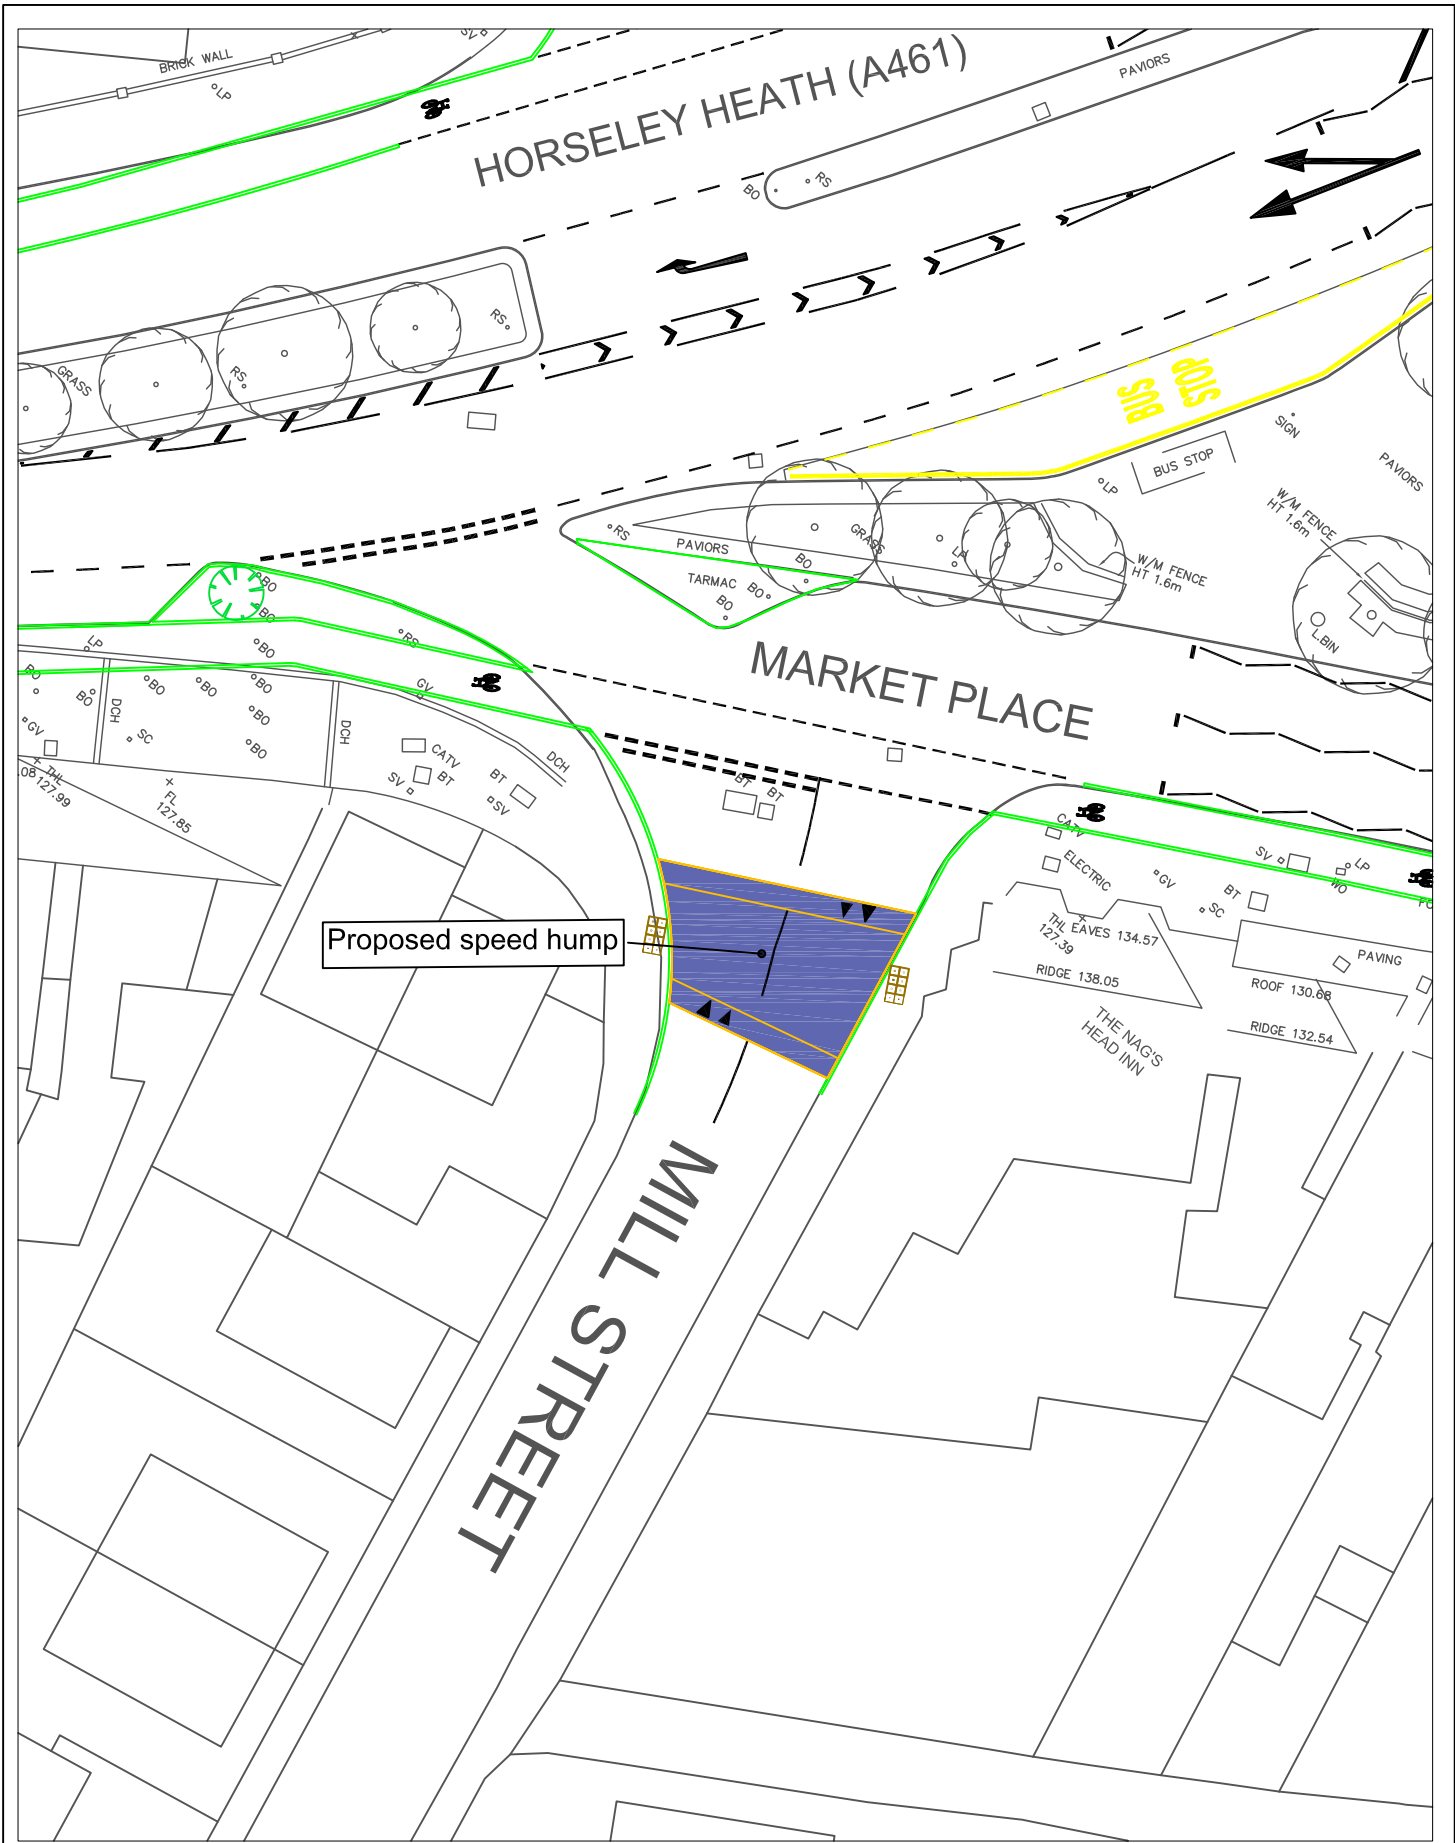 BRICK WALL
LP
SV
HORSELEY HEATH (A461)
PAVIORS
BO
RS
GRASS
RS
RS
BUS
STOP
BUS STOP
SIGN
PAVIORS
LP
W/M FENCE
HT 1.6m
RS
PAVIORS
GRASS
LP
BO
TARMAC
BO
BO
W/M FENCE
HT 1.6m
L.BIN
MARKET PLACE
BO
BO
BO
RS
LP
BO
BO
BO
BO
BO
BO
BO
GV
DCH
DCH
DCH
GV
SC
CATV
BT
SV
BT
SV
THL
127.99
.08
FL
127.85
BT
BT
CATV
ELECTRIC
GV
SC
BT
SV
LP
WO
THL EAVES 134.57
127.39
RIDGE 138.05
PAVING
ROOF 130.68
RIDGE 132.54
THE NAG'S
HEAD INN
Proposed speed hump
MILL STREET